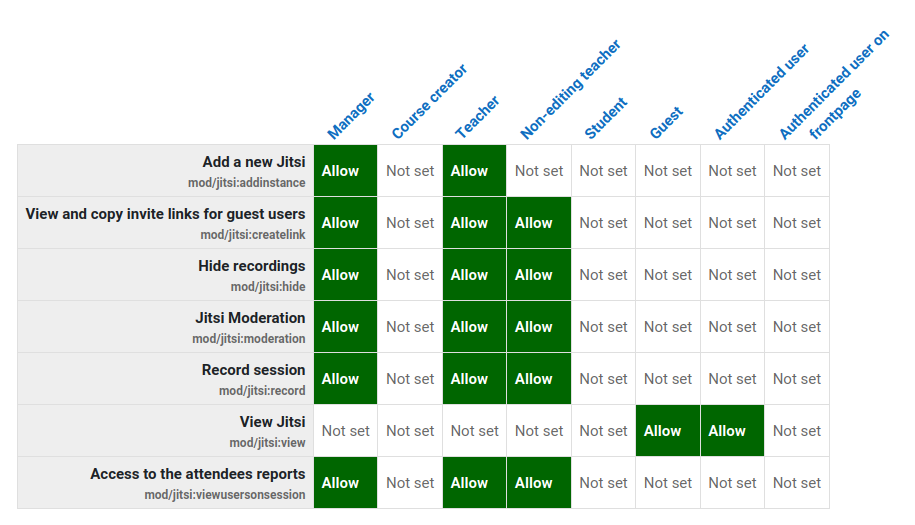 Manager
Course creator
Teacher
Non-editing teacher
Student
Guest
Authenticated user
Authenticated user on
frontpage
Add a new Jitsi
mod/jitsi:addinstance
Allow Not set Allow Not set Not set Not set Not set Not set
View and copy invite links for guest users
mod/jitsi:createlink
Allow Not set Allow Allow Not set Not set Not set Not set
Hide recordings
mod/jitsi:hide
Allow Not set Allow Allow Not set Not set Not set Not set
Jitsi Moderation
mod/jitsi:moderation
Allow Not set Allow Allow Not set Not set Not set Not set
Record session
mod/jitsi:record
Allow Not set Allow Allow Not set Not set Not set Not set
View Jitsi
mod/jitsi:view
Not set Not set Not set Not set Not set Allow Allow Not set
Access to the attendees reports
mod/jitsi:viewusersonsession
Allow Not set Allow Allow Not set Not set Not set Not set